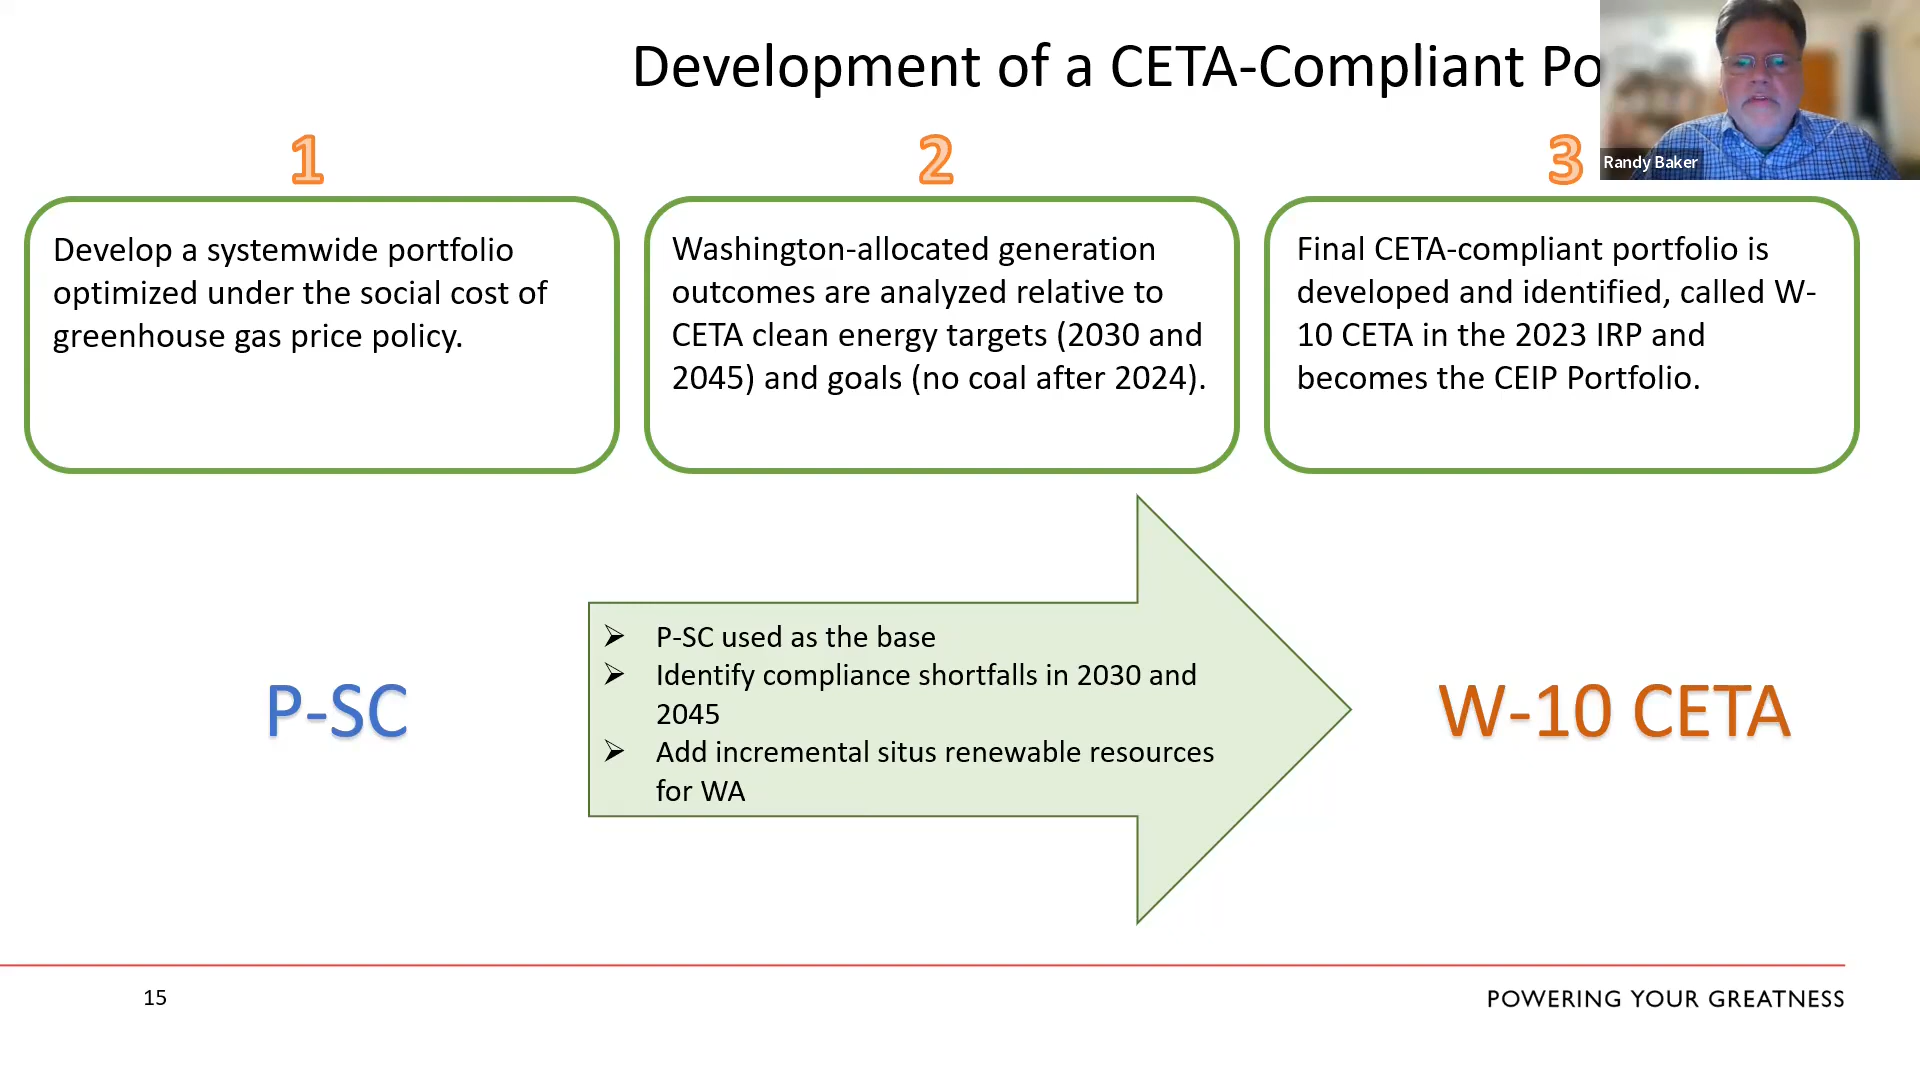 Development of a CETA-Compliant Po
Randy Baker
1
2
3
Develop a systemwide portfolio
optimized under the social cost of
greenhouse gas price policy.
Washington-allocated generation
outcomes are analyzed relative to
CETA clean energy targets (2030 and
2045) and goals (no coal after 2024).
Final CETA-compliant portfolio is
developed and identified, called W-
10 CETA in the 2023 IRP and
becomes the CEIP Portfolio.
P-SC
➢ P-SC used as the base
➢ Identify compliance shortfalls in 2030 and
2045
➢ Add incremental situs renewable resources
for WA
W-10 CETA
15
POWERING YOUR GREATNESS